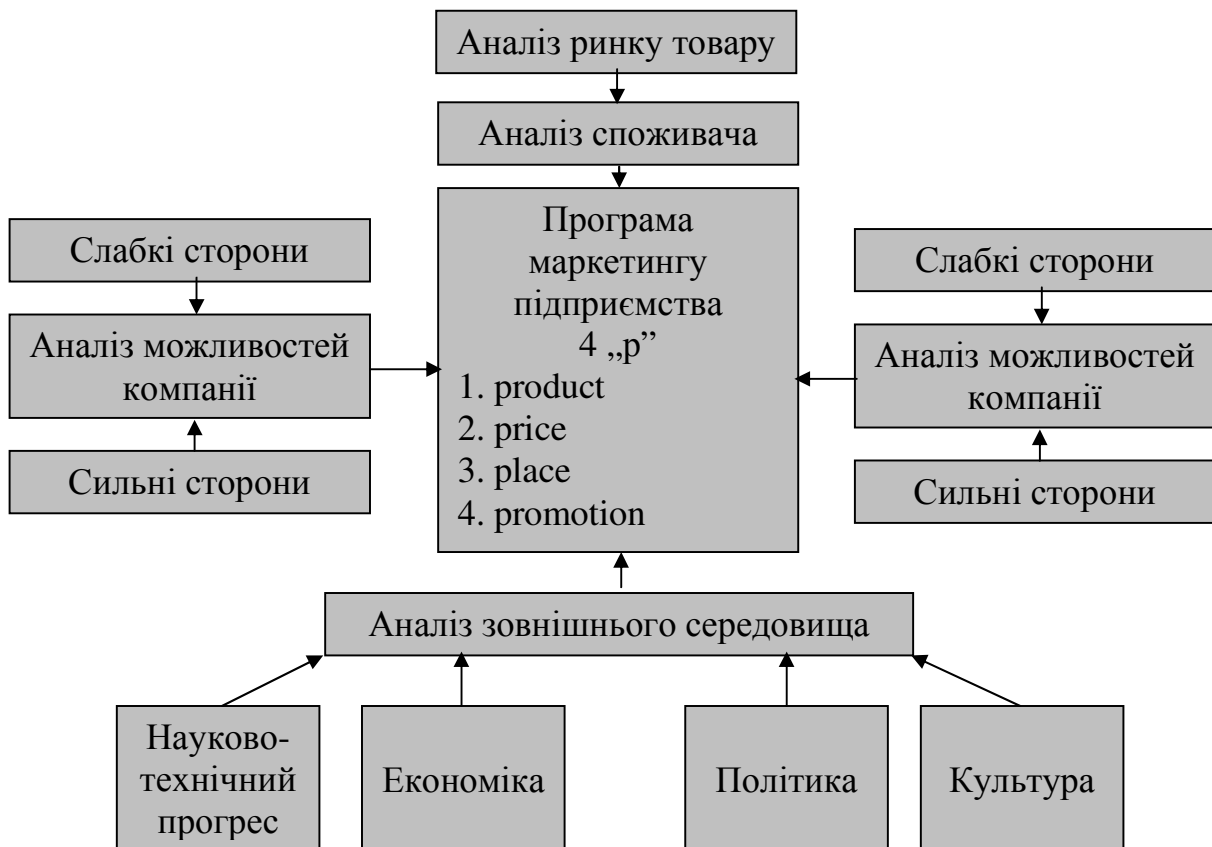 Аналіз ринку товару
Аналіз споживача
Програма
маркетингу
підприємства
4 „р”
1. product
2. price
3. place
4. promotion
Слабкі сторони
Аналіз можливостей
компанії
Сильні сторони
Слабкі сторони
Аналіз можливостей
компанії
Сильні сторони
Аналіз зовнішнього середовища
Науково-
технічний
прогрес
Економіка
Політика
Культура